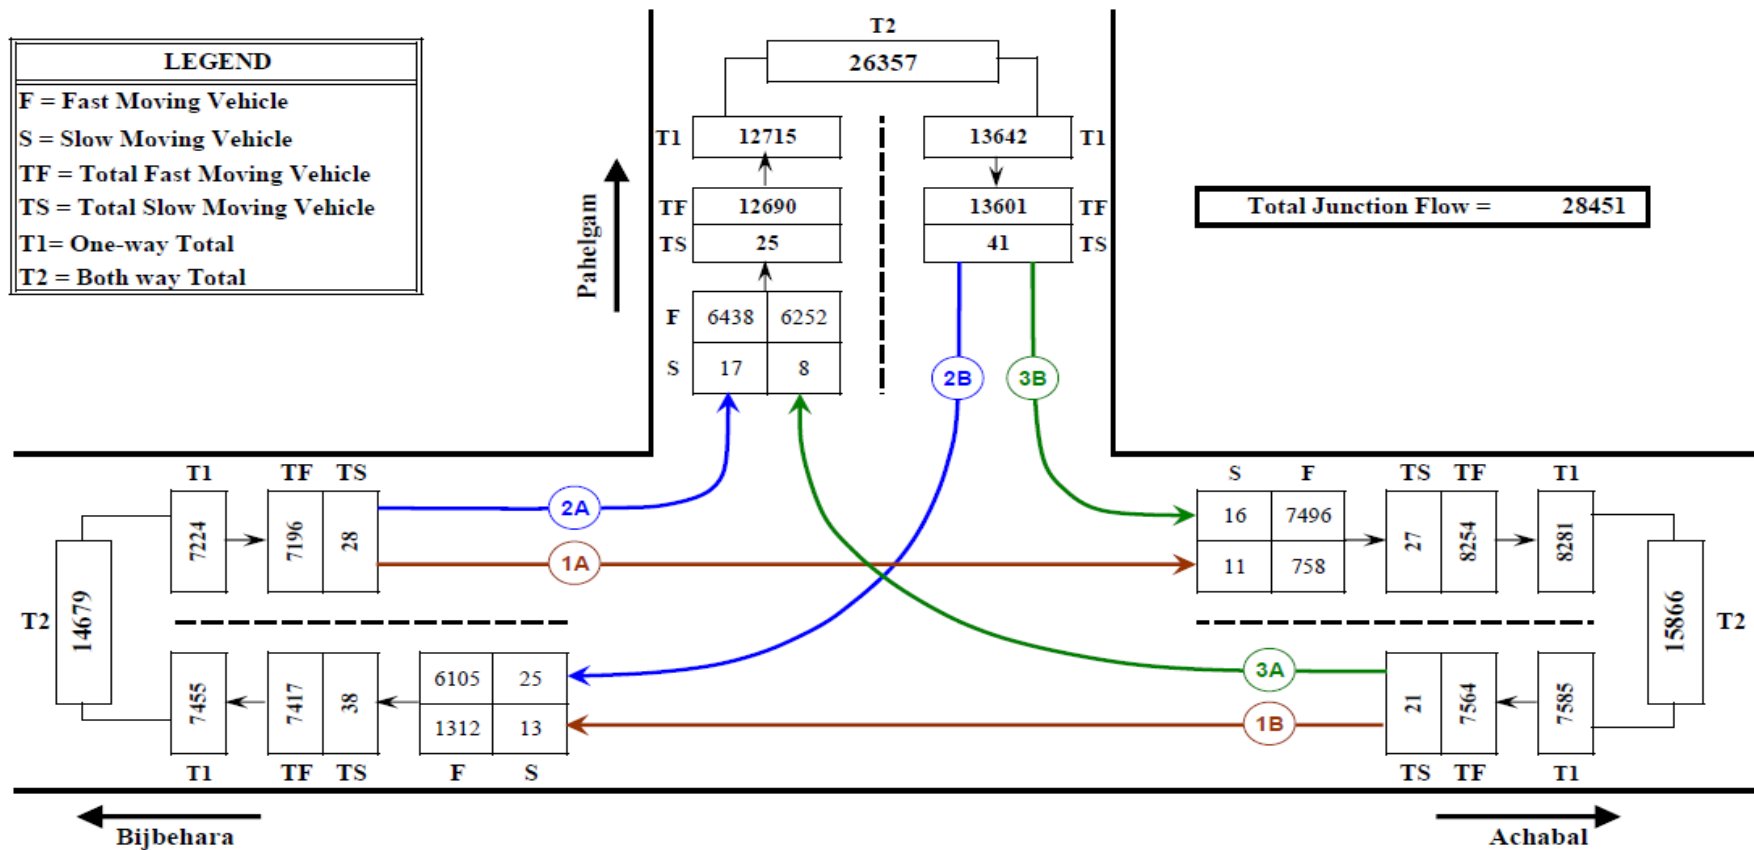 LEGEND
F = Fast Moving Vehicle
S = Slow Moving Vehicle
TF = Total Fast Moving Vehicle
TS = Total Slow Moving Vehicle
T1= One-way Total
T2 = Both way Total
T2
26357
T1 12715 13642 T1
TF 12690 13601 TF
TS 25 41 TS
F 6438 6252
S 17 8
Pahelgam
Total Junction Flow = 28451
2B 3B
T1 TF TS
7224 7196 28
2A
1A
T2 14679
7455 7417 38
6105 25
1312 13
T1 TF TS F S
S F TS TF T1
16 7496
11 758
27 8254 8281
15866 T2
3A
1B
21 7564 7585
TS TF T1
Bijbehara
Achabal